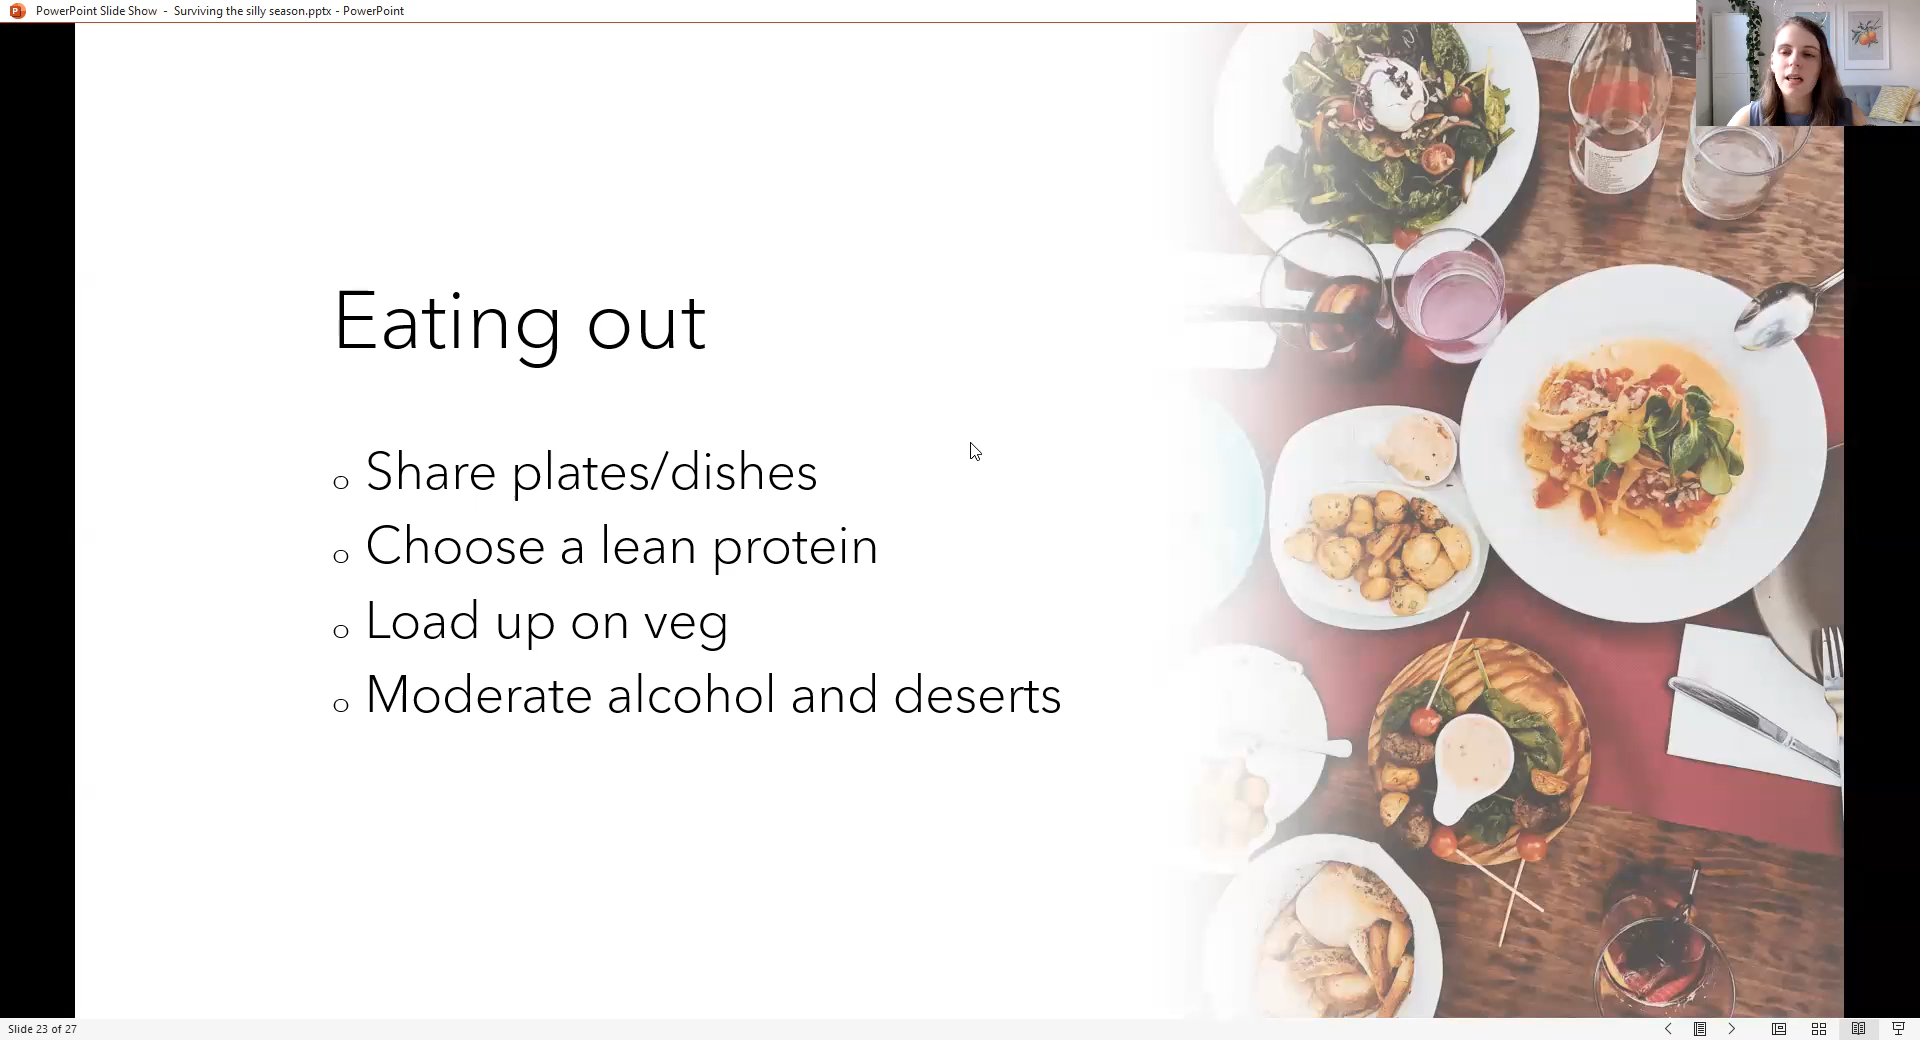 PowerPoint Slide Show - Surviving the silly season.pptx - PowerPoint
Eating out
Share plates/dishes
Choose a lean protein
Load up on veg
Moderate alcohol and deserts
Slide 23 of 27